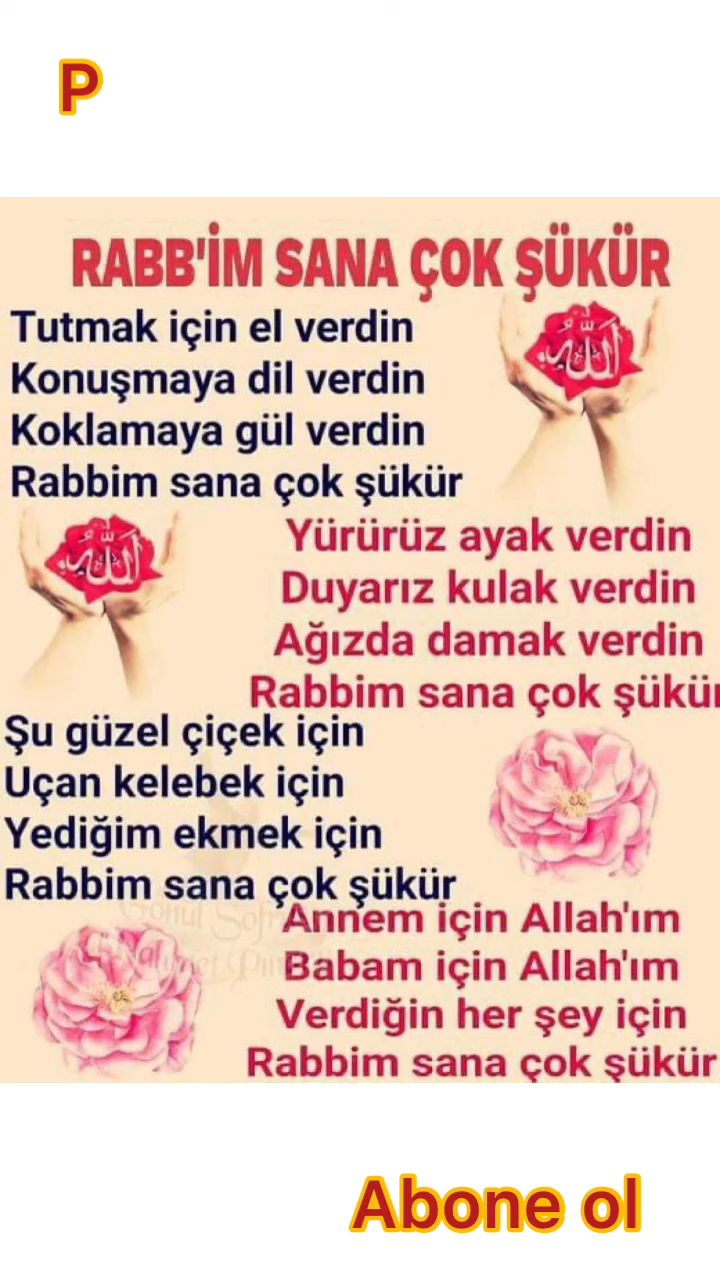 P
RABB'İM SANA ÇOK ŞÜKÜR
Tutmak için el verdin
Konuşmaya dil verdin
Koklamaya gül verdin
Rabbim sana çok şükür
الله
Yürürüz ayak verdin
Duyarız kulak verdin
Ağızda damak verdin
Rabbim sana çok şükür
الله
Şu güzel çiçek için
Uçan kelebek için
Yediğim ekmek için
Rabbim sana çok şükür
Annem için Allah'ım
Babam için Allah'ım
Verdiğin her şey için
Rabbim sana çok şükür
Abone ol